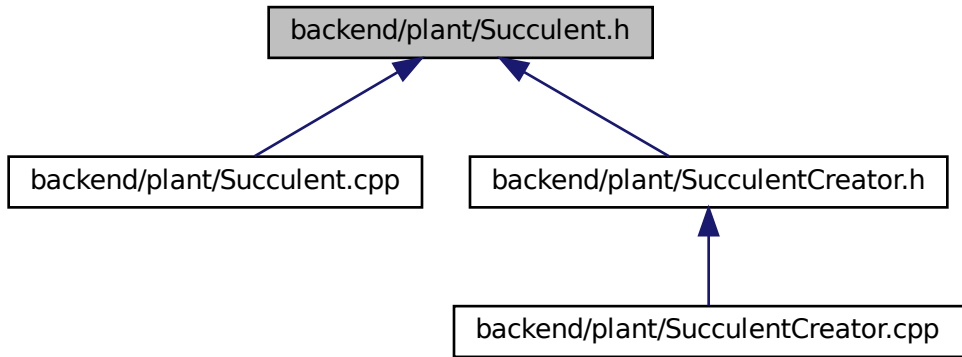 backend/plant/Succulent.h
backend/plant/Succulent.cpp
backend/plant/SucculentCreator.h
backend/plant/SucculentCreator.cpp